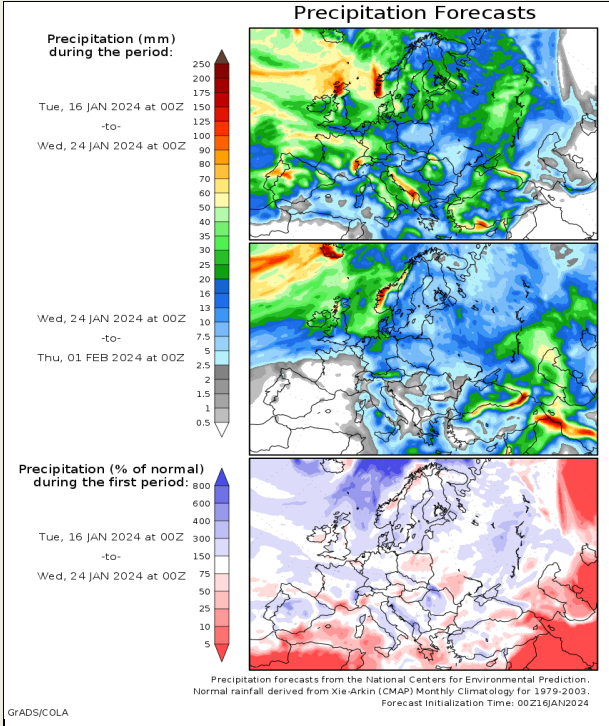 Precipitation Forecasts
Precipitation (mm)
during the period:
Tue, 16 JAN 2024 at 00Z
-to-
Wed, 24 JAN 2024 at 00Z
250
200
175
150
125
100
90
80
70
60
50
40
35
30
25
20
16
13
10
7.5
5
2.5
2
1.5
1
0.5
Wed, 24 JAN 2024 at 00Z
-to-
Thu, 01 FEB 2024 at 00Z
Precipitation (% of normal)
during the first period:
Tue, 16 JAN 2024 at 00Z
-to-
Wed, 24 JAN 2024 at 00Z
800
600
400
300
150
75
50
25
10
5
Precipitation forecasts from the National Centers for Environmental Prediction.
Normal rainfall derived from Xie-Arkin (CMAP) Monthly Climatology for 1979-2003.
Forecast Initialization Time: 00Z16JAN2024
GrADS/COLA